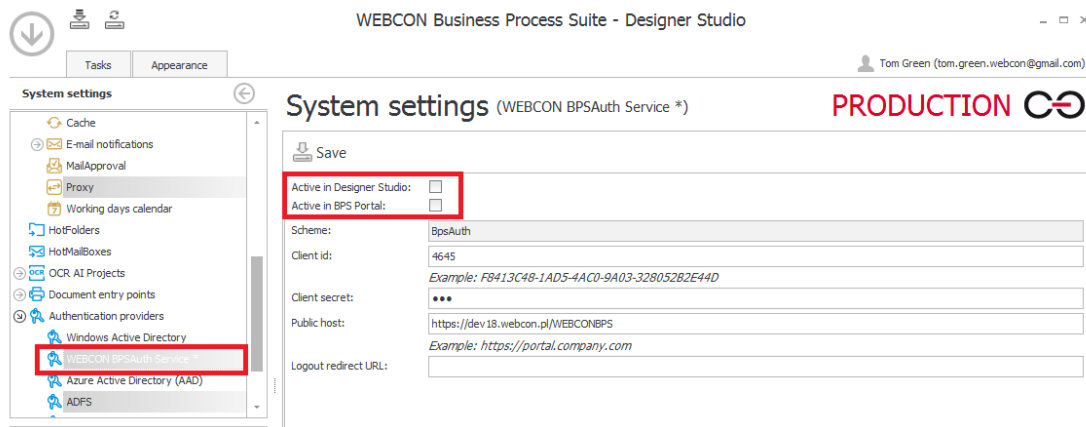 WEBCON Business Process Suite - Designer Studio
Tasks Appearance
Tom Green (tom.green.webcon@gmail.com)
System settings
Cache
E-mail notifications
MailApproval
Proxy
Working days calendar
HotFolders
HotMailBoxes
OCR AI Projects
Document entry points
Authentication providers
Windows Active Directory
WEBCON BPSAuth Service *
Azure Active Directory (AAD)
ADFS
System settings (WEBCON BPSAuth Service *)
PRODUCTION
Save
Active in Designer Studio:
Active in BPS Portal:
Scheme: BpsAuth
Client id: 4645
Example: F8413C48-1AD5-4AC0-9A03-328052B2E44D
Client secret: •••
Public host: https://dev18.webcon.pl/WEBCONBPS
Example: https://portal.company.com
Logout redirect URL: